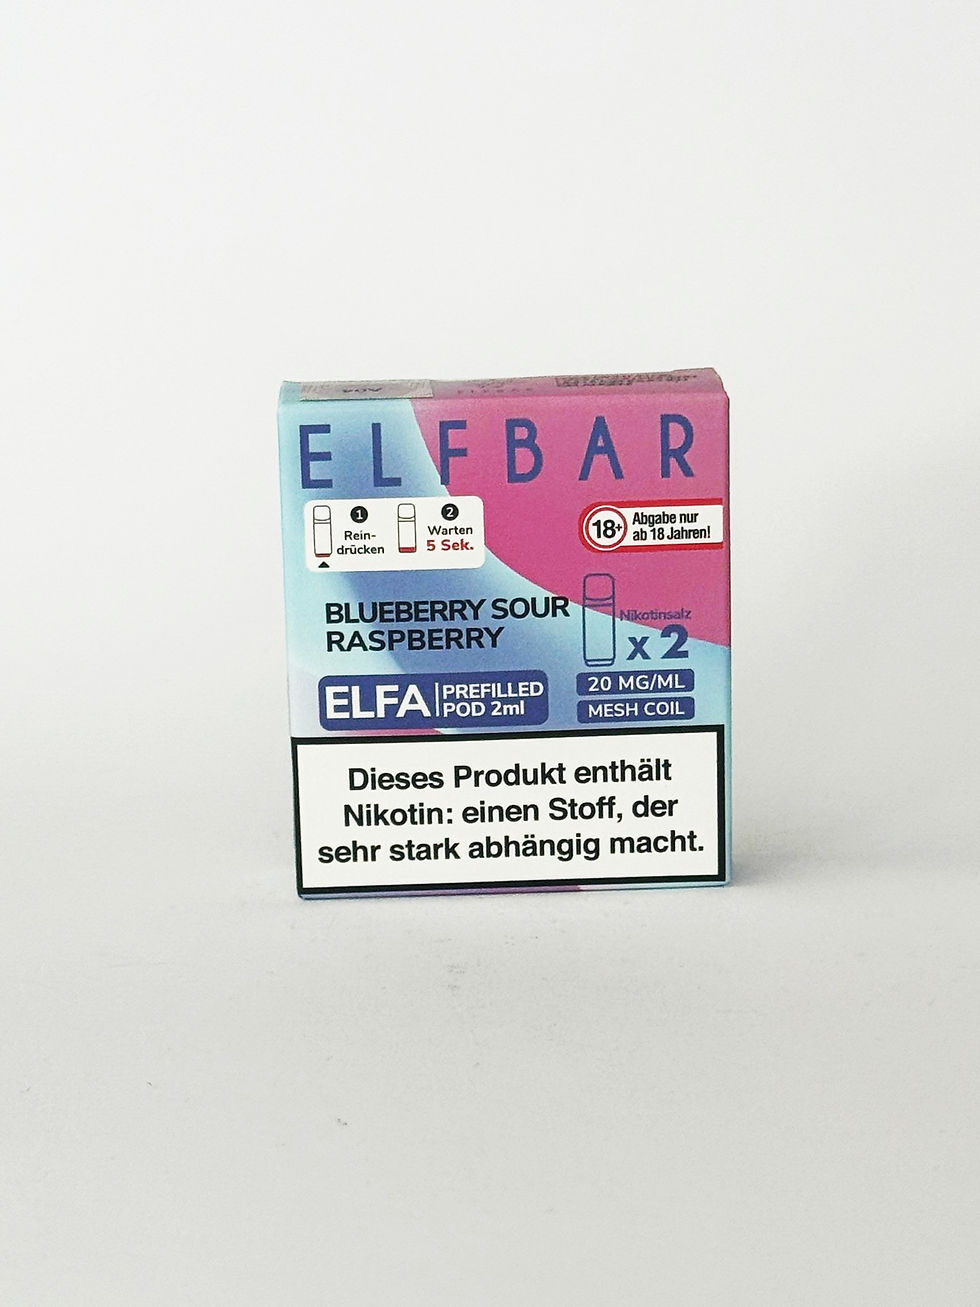 ELFBAR
1
Rein-
drücken
2
Warten
5 Sek.
18+
Abgabe nur
ab 18 Jahren!
BLUEBERRY SOUR
RASPBERRY
Nikotinsalz
x 2
ELFA
PREFILLED
POD 2ml
20 MG/ML
MESH COIL
Dieses Produkt enthält
Nikotin: einen Stoff, der
sehr stark abhängig macht.